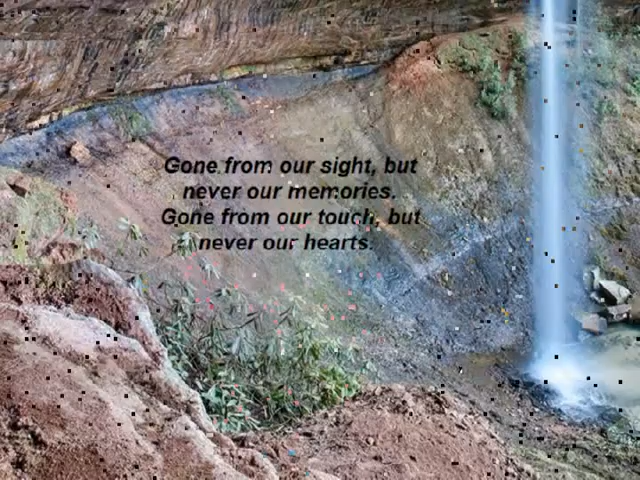 Gone from our sight, but
never our memories.
Gone from our touch, but
never our hearts.